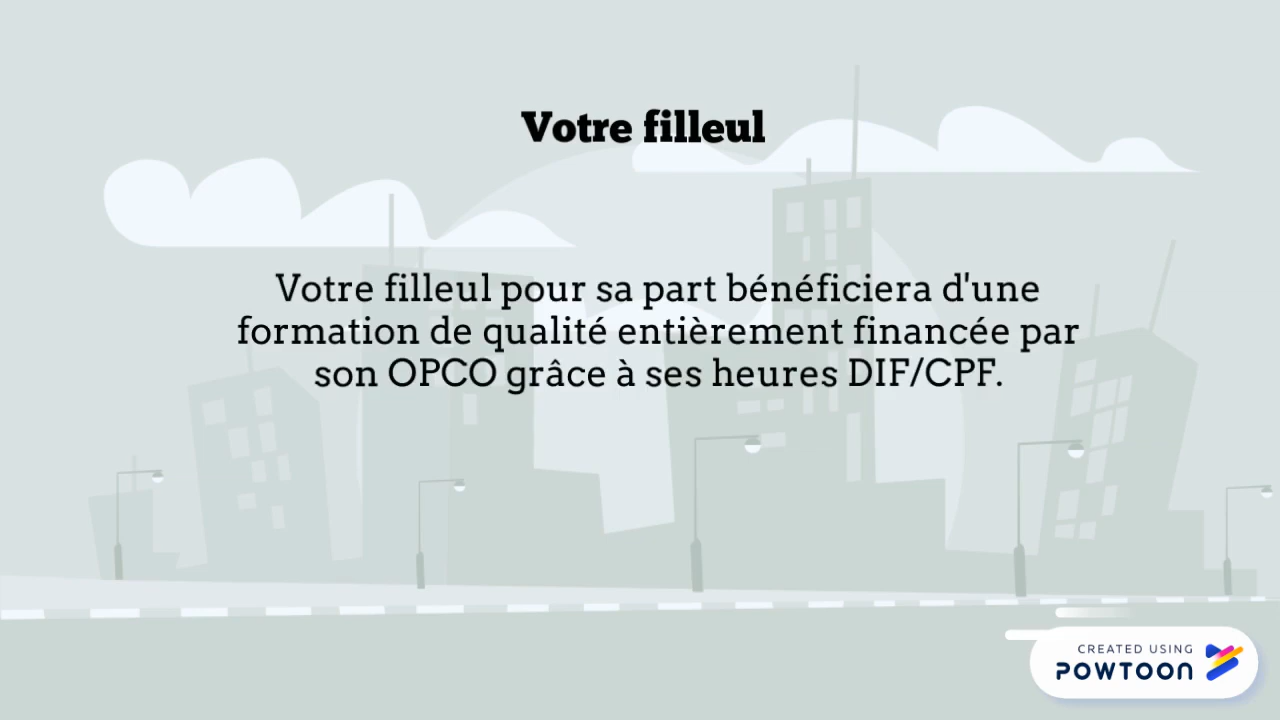 Votre filleul
Votre filleul pour sa part bénéficiera d'une
formation de qualité entièrement financée par
son OPCO grâce à ses heures DIF/CPF.
CREATED USING
POWTOON